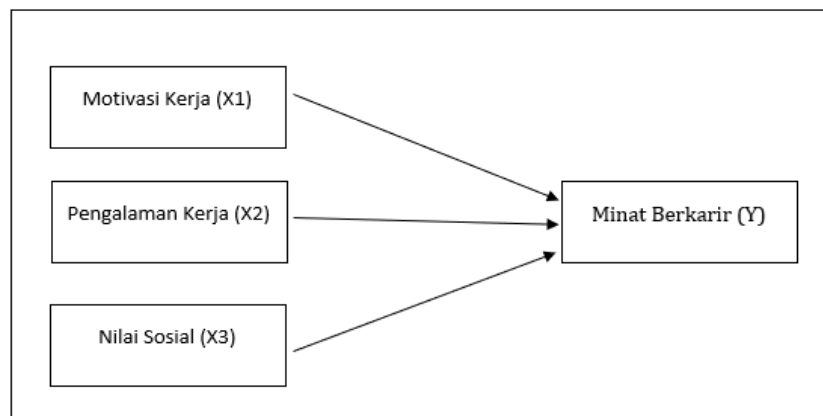 Motivasi Kerja (X1)
Pengalaman Kerja (X2)
Minat Berkarir (Y)
Nilai Sosial (X3)